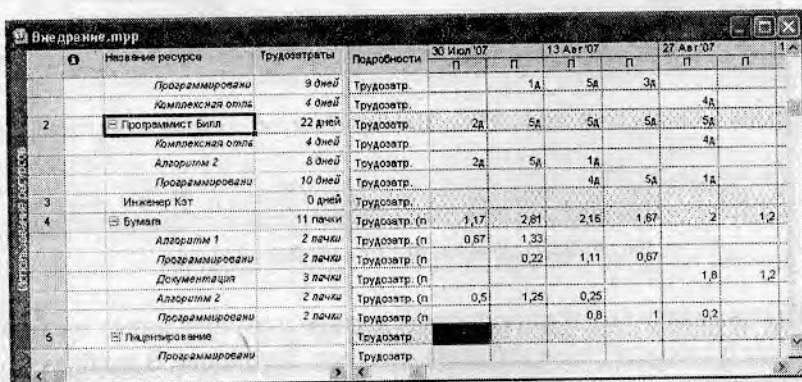 Внедрение.mpp
Название ресурса Трудозатраты Подробности 30 Июл '07 13 Авг '07 27 Авг '07 1
П П П П П П
Программировани 9 дней Трудозатр. 1д 5д 3д
Комплексная отла 4 дней Трудозатр. 4д
2 Программист Билл 22 дней Трудозатр. 2д 5д 5д 5д 5д
Комплексная отла 4 дней Трудозатр. 4д
Алгоритм 2 8 дней Трудозатр. 2д 5д 1д
Программировани 10 дней Трудозатр. 4д 5д 1д
3 Инженер Кэт 0 дней Трудозатр.
4 Бумага 11 пачки Трудозатр. (п 1,17 2,81 2,16 1,67 2 1,2
Алгоритм 1 2 пачки Трудозатр. (п 0,67 1,33
Программировани 2 пачки Трудозатр. (п 0,22 1,11 0,67
Документация 3 пачки Трудозатр. (п 1,8 1,2
Алгоритм 2 2 пачки Трудозатр. (п 0,5 1,25 0,25
Программировани 2 пачки Трудозатр. (п 0,8 1 0,2
5 Лицензирование Трудозатр.
Программировани Трудозатр.
Использование ресурсов